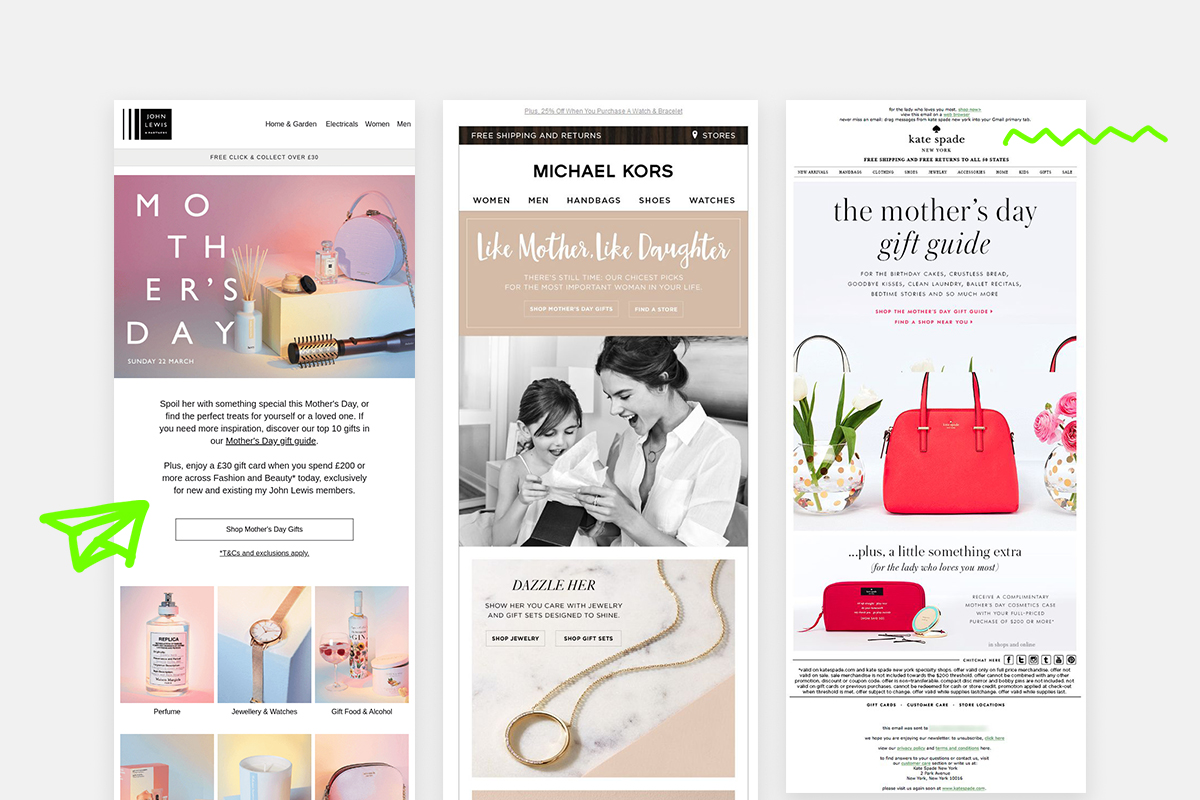 JOHN
LEWIS
& PARTNERS
Home & Garden Electricals Women Men
FREE CLICK & COLLECT OVER £30
MO
TH
ER'S
DAY
SUNDAY 22 MARCH
Spoil her with something special this Mother's Day, or
find the perfect treats for yourself or a loved one. If
you need more inspiration, discover our top 10 gifts in
our Mother's Day gift guide.
Plus, enjoy a £30 gift card when you spend £200 or
more across Fashion and Beauty* today, exclusively
for new and existing my John Lewis members.
Shop Mother's Day Gifts
*T&Cs and exclusions apply.
REPLICA
GIN
Perfume
Jewellery & Watches
Gift Food & Alcohol
Plus, 25% Off When You Purchase A Watch & Bracelet
FREE SHIPPING AND RETURNS STORES
MICHAEL KORS
WOMEN MEN HANDBAGS SHOES WATCHES
Like Mother, Like Daughter
THERE'S STILL TIME: OUR CHICEST PICKS
FOR THE MOST IMPORTANT WOMAN IN YOUR LIFE.
SHOP MOTHER'S DAY GIFTS FIND A STORE
DAZZLE HER
SHOW HER YOU CARE WITH JEWELRY
AND GIFT SETS DESIGNED TO SHINE.
SHOP JEWELRY SHOP GIFT SETS
for the lady who loves you most. shop now»
view this email on a web browser
never miss an email: drag messages from kate spade new york into your Gmail primary tab.
kate spade
NEW YORK
FREE SHIPPING AND FREE RETURNS TO ALL 50 STATES
NEW ARRIVALS HANDBAGS CLOTHING SHOES JEWELRY ACCESSORIES HOME KIDS GIFTS SALE
the mother's day
gift guide
FOR THE BIRTHDAY CAKES, CRUSTLESS BREAD,
GOODBYE KISSES, CLEAN LAUNDRY, BALLET RECITALS,
BEDTIME STORIES AND SO MUCH MORE
SHOP THE MOTHER'S DAY GIFT GUIDE
FIND A SHOP NEAR YOU
kate spade
...plus, a little something extra
(for the lady who loves you most)
RECEIVE A COMPLIMENTARY
MOTHER'S DAY COSMETICS CASE
WITH YOUR FULL-PRICED
PURCHASE OF $200 OR MORE*
in shops and online
CHITCHAT HERE
*valid on katespade.com and kate spade new york specialty shops. offer valid only on full price merchandise. offer not
valid on sale. sale merchandise is not included towards the $200 threshold. offer cannot be combined with any other
promotion, discount or coupon code. offer is non-transferable. compact disc mirror and bobby pins are not included. not
valid on gift cards or previous purchases. cannot be redeemed for cash or store credit. promotion applied at check-out
when threshold is met. offer subject to change. offer valid while supplies last.
GIFT CARDS - CUSTOMER CARE - STORE LOCATIONS
this email was sent to
we hope you are enjoying our newsletter. to unsubscribe, click here
view our privacy policy and terms and conditions here.
to find answers to your questions or contact us, visit
our customer care section or write us at:
Kate Spade New York
2 Park Avenue
New York, New York 10016
please visit us again soon at www.katespade.com.